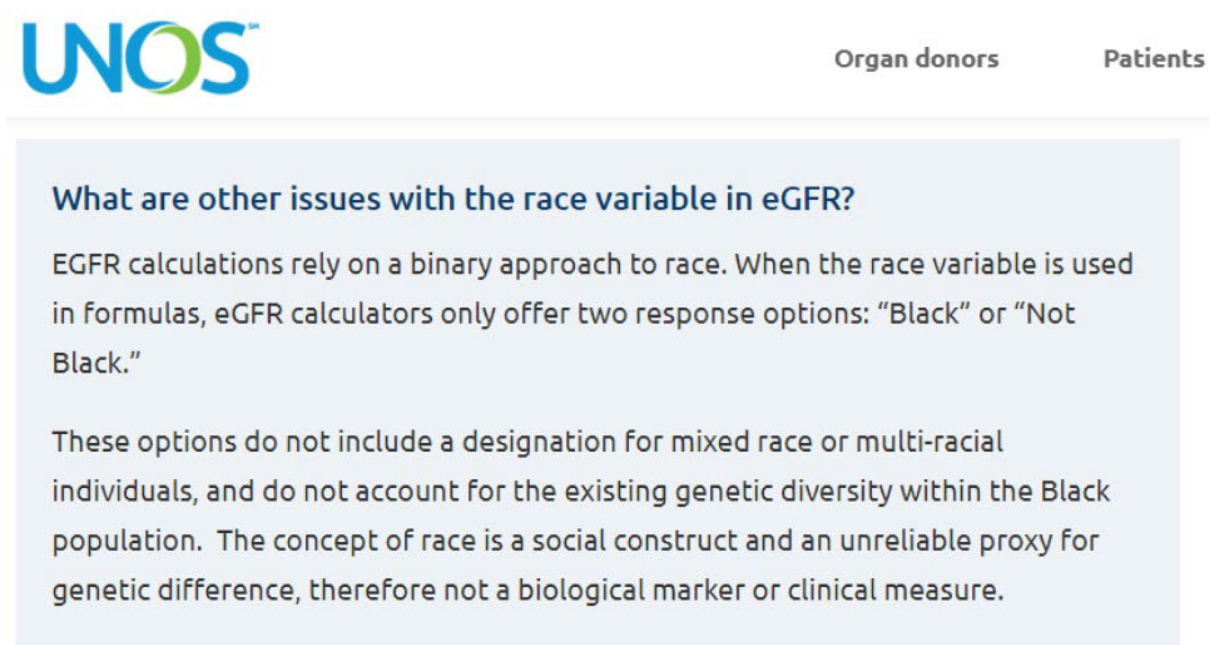 UNOS℠
Organ donors
Patients
What are other issues with the race variable in eGFR?
EGFR calculations rely on a binary approach to race. When the race variable is used
in formulas, eGFR calculators only offer two response options: “Black” or “Not
Black.”
These options do not include a designation for mixed race or multi-racial
individuals, and do not account for the existing genetic diversity within the Black
population.  The concept of race is a social construct and an unreliable proxy for
genetic difference, therefore not a biological marker or clinical measure.